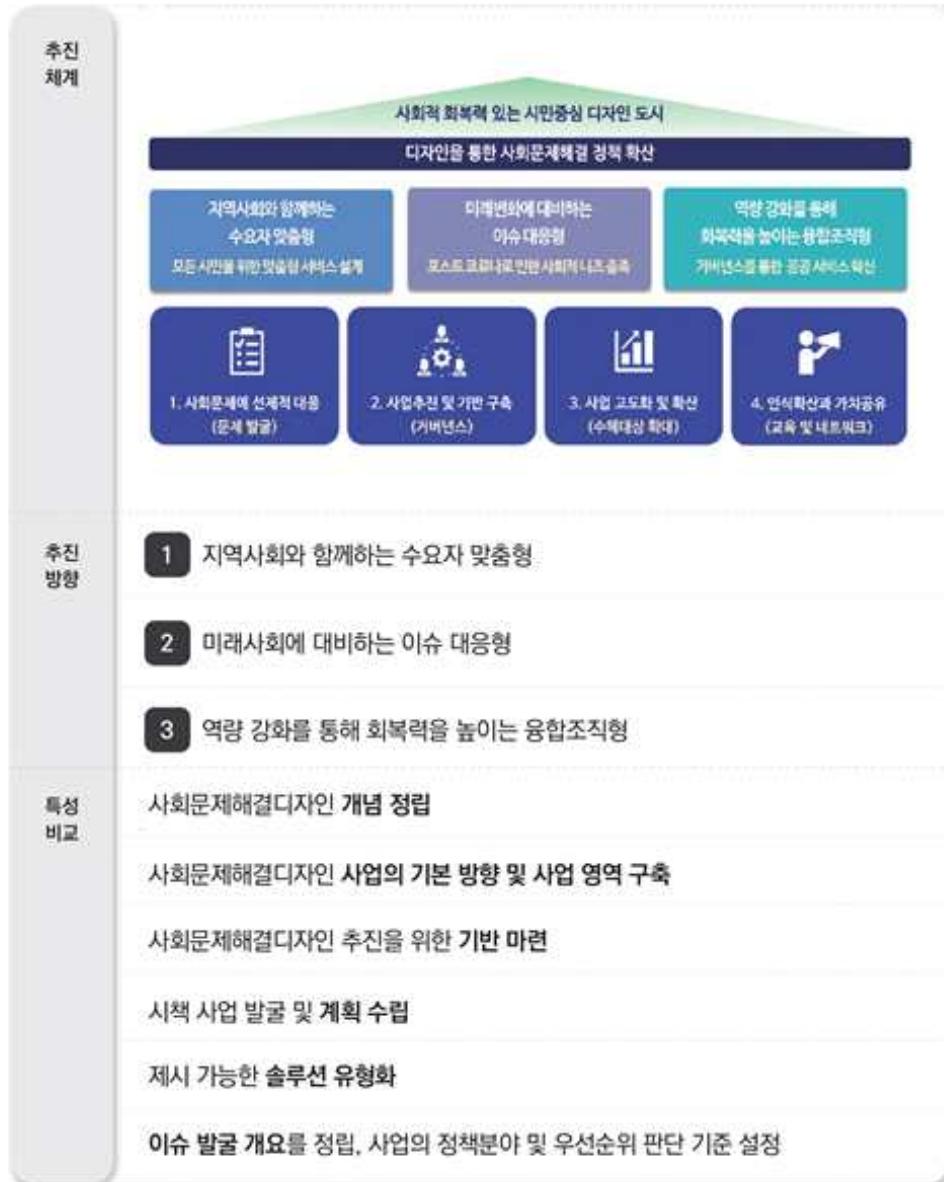 추진
체계
사회적 회복력 있는 시민중심 디자인 도시
디자인을 통한 사회문제해결 정책 확산
지역사회와 함께하는
수요자 맞춤형
모든 시민을 위한 맞춤형 서비스 설계
미래변화에 대비하는
이슈 대응형
포스트 코로나로 인한 사회적 니즈 충족
역량 강화를 통해
회복력을 높이는 융합조직형
거버넌스를 통한 공공 서비스 혁신
1. 사회문제에 선제적 대응
(문제 발굴)
2. 사업추진 및 기반 구축
(거버넌스)
3. 사업 고도화 및 확산
(수혜대상 확대)
4. 인식확산과 가치공유
(교육 및 네트워크)
추진
방향
1 지역사회와 함께하는 수요자 맞춤형
2 미래사회에 대비하는 이슈 대응형
3 역량 강화를 통해 회복력을 높이는 융합조직형
특성
비교
사회문제해결디자인 개념 정립
사회문제해결디자인 사업의 기본 방향 및 사업 영역 구축
사회문제해결디자인 추진을 위한 기반 마련
시책 사업 발굴 및 계획 수립
제시 가능한 솔루션 유형화
이슈 발굴 개요를 정립, 사업의 정책분야 및 우선순위 판단 기준 설정